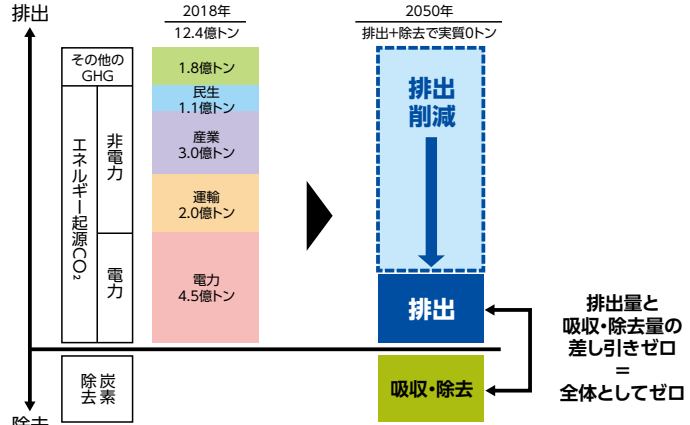 排出
2018年
12.4億トン
2050年
排出+除去で実質0トン
その他の
GHG
エネルギー起源CO₂
非電力
電力
1.8億トン
民生
1.1億トン
産業
3.0億トン
運輸
2.0億トン
電力
4.5億トン
排出
削減
排出
排出量と
吸収・除去量の
差し引きゼロ
=
全体としてゼロ
炭素
除去
吸収・除去
除去